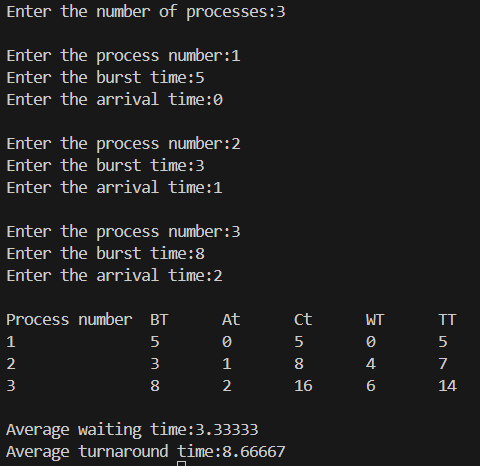 Enter the number of processes:3
Enter the process number:1
Enter the burst time:5
Enter the arrival time:0
Enter the process number:2
Enter the burst time:3
Enter the arrival time:1
Enter the process number:3
Enter the burst time:8
Enter the arrival time:2
Process number BT At Ct WT TT
1 5 0 5 0 5
2 3 1 8 4 7
3 8 2 16 6 14
Average waiting time:3.33333
Average turnaround time:8.66667